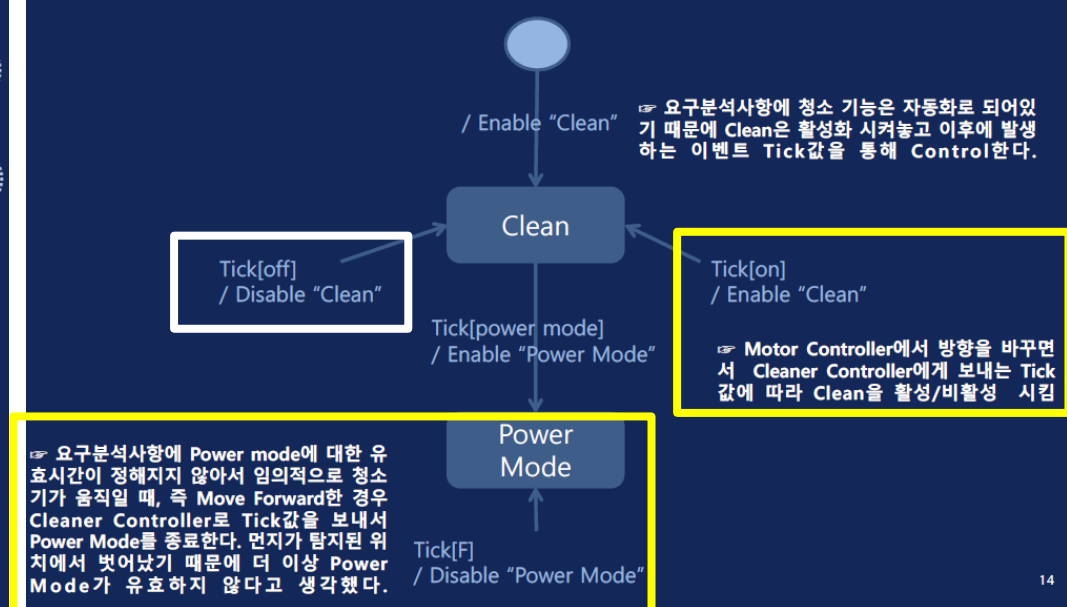 / Enable “Clean”
☞ 요구분석사항에 청소 기능은 자동화로 되어있
기 때문에 Clean은 활성화 시켜놓고 이후에 발생
하는 이벤트 Tick값을 통해 Control한다.
Clean
Tick[off]
/ Disable “Clean”
Tick[on]
/ Enable “Clean”
Tick[power mode]
/ Enable “Power Mode”
☞ Motor Controller에서 방향을 바꾸면
서 Cleaner Controller에게 보내는 Tick
값에 따라 Clean을 활성/비활성 시킴
Power
Mode
☞ 요구분석사항에 Power mode에 대한 유
효시간이 정해지지 않아서 임의적으로 청소
기가 움직일 때, 즉 Move Forward한 경우
Cleaner Controller로 Tick값을 보내서
Power Mode를 종료한다. 먼지가 탐지된 위
치에서 벗어났기 때문에 더 이상 Power
Mode가 유효하지 않다고 생각했다.
Tick[F]
/ Disable “Power Mode”
14